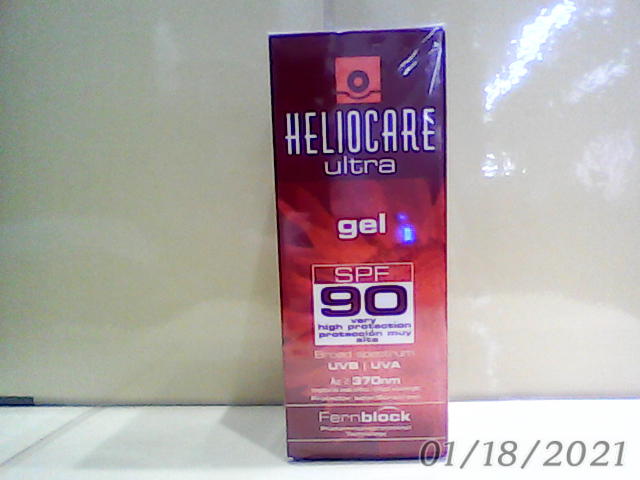 HELIOCARE
ultra
gel
SPF
90
very
high protection
protección muy
alta
Broad spectrum
UVB | UVA
370nm
Fernblock
Technology
01/18/2021